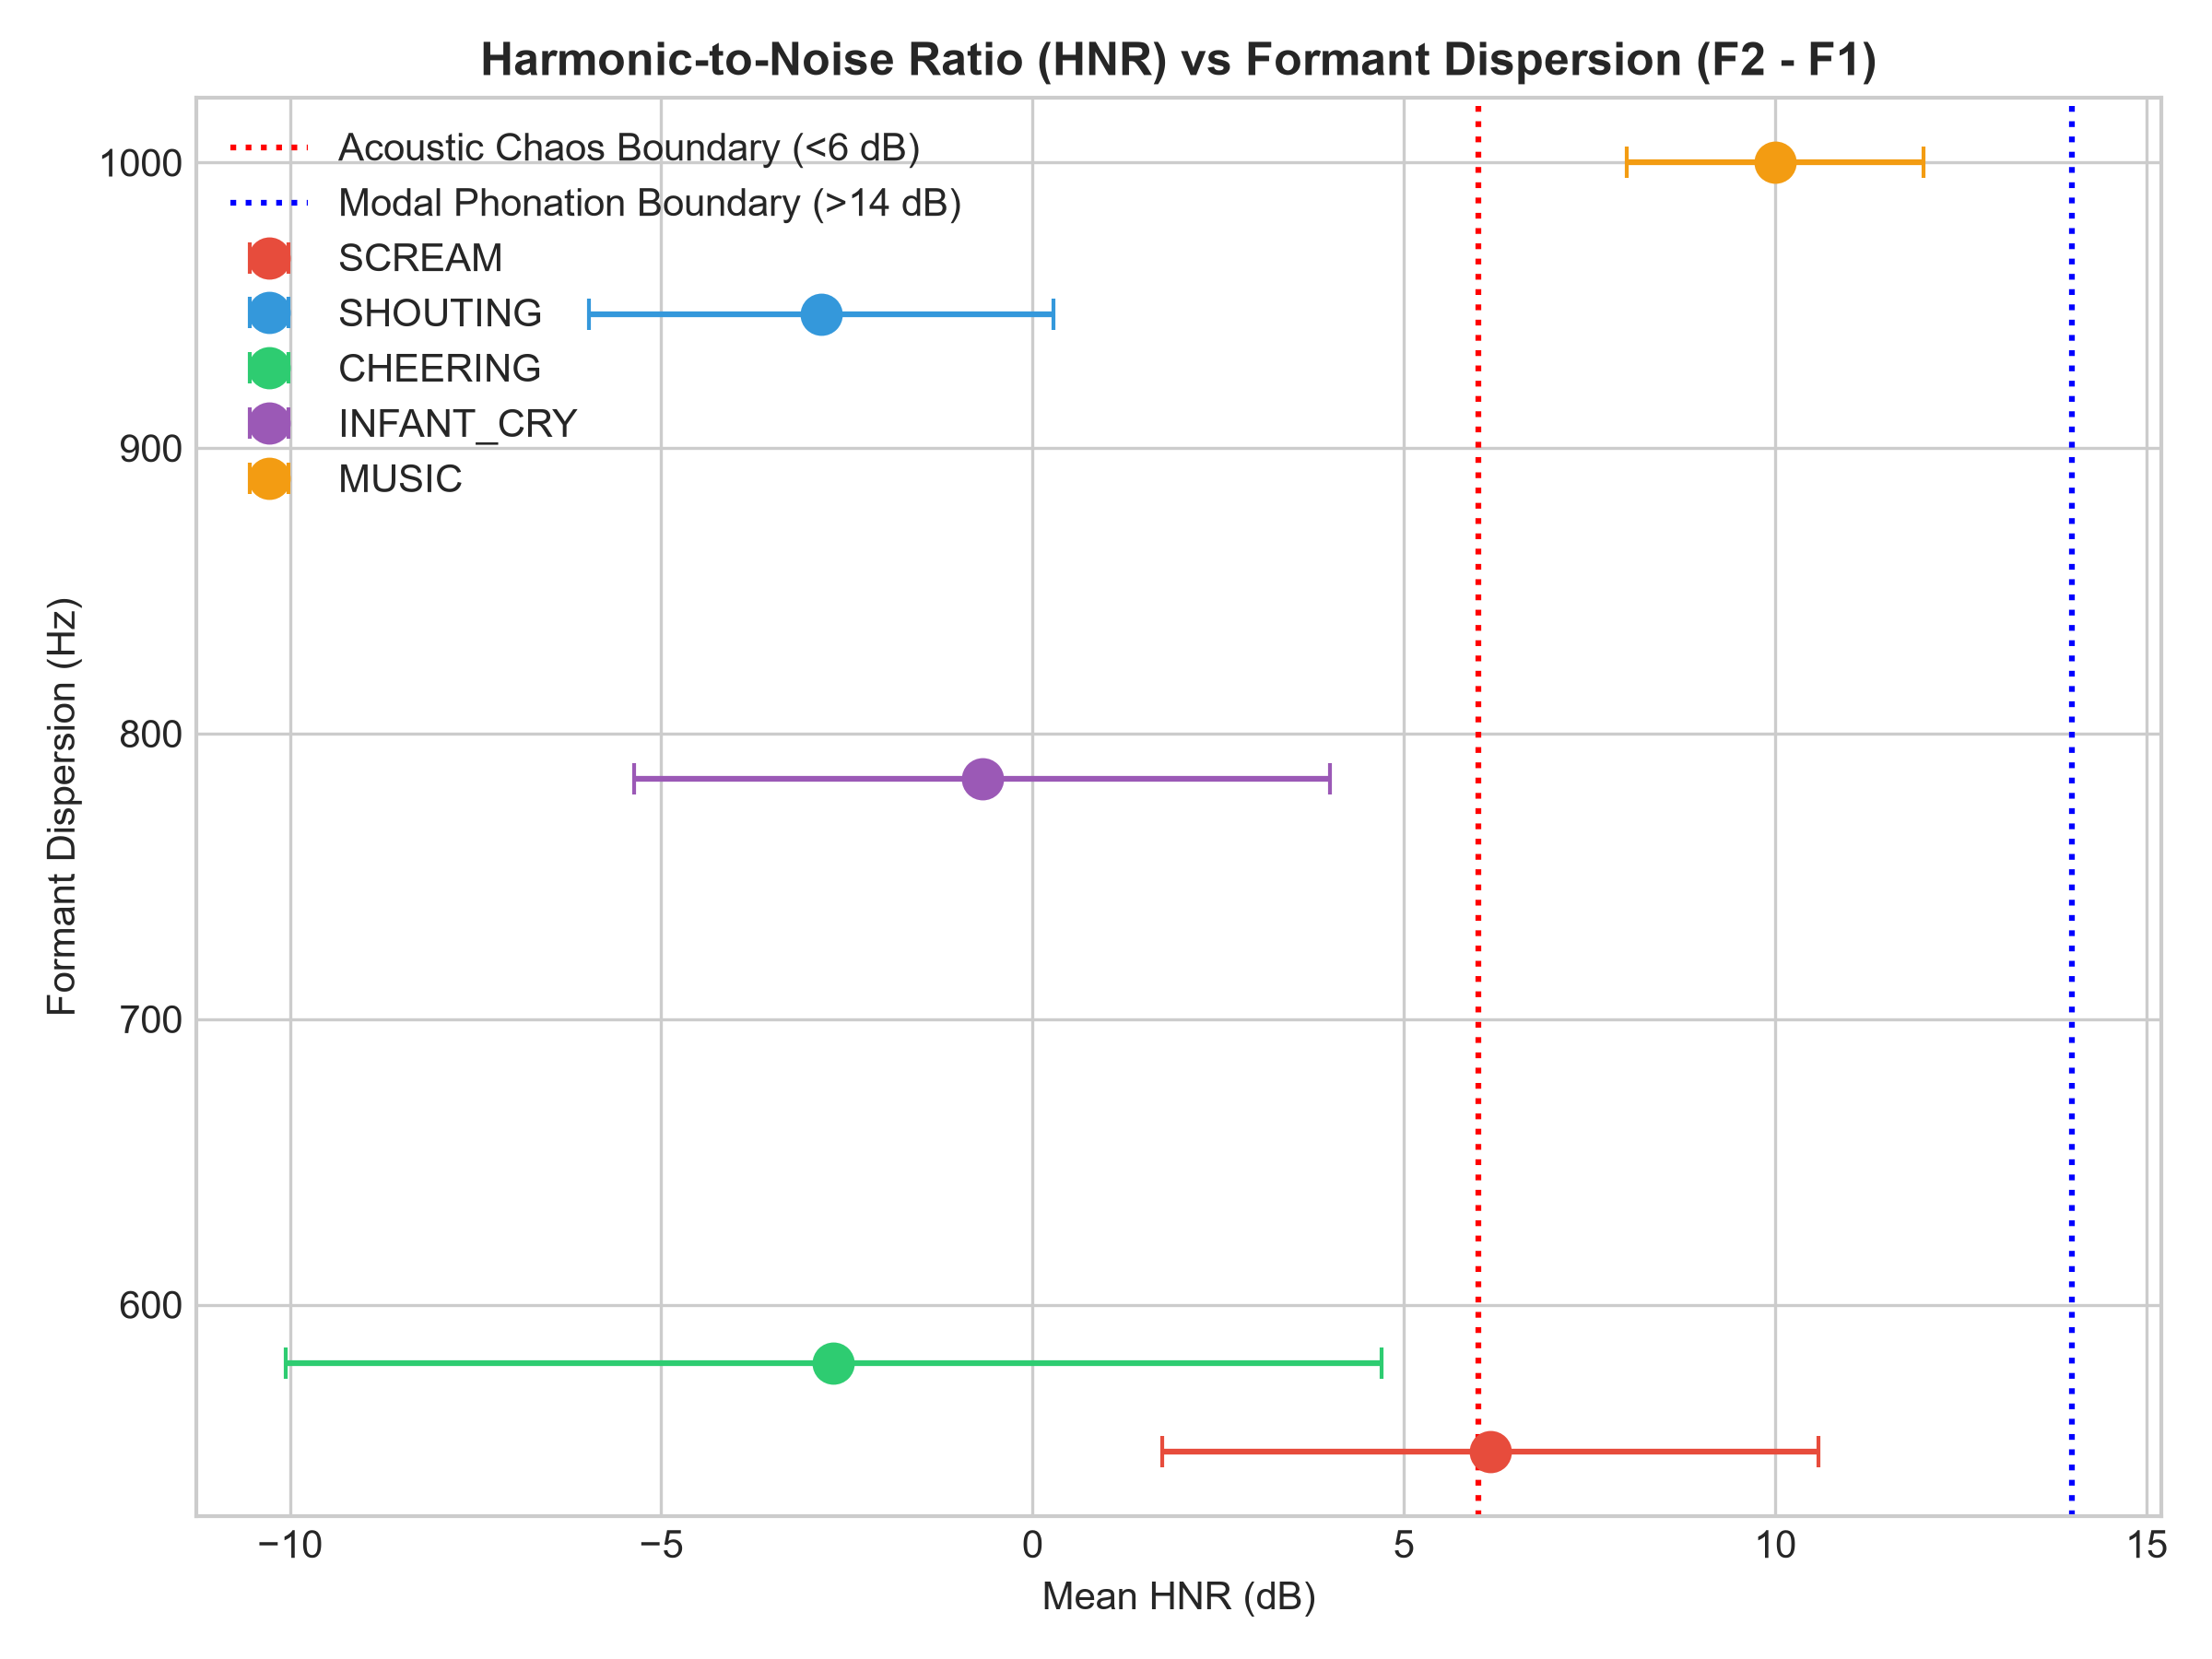 Harmonic-to-Noise Ratio (HNR) vs Formant Dispersion (F2 - F1)
Acoustic Chaos Boundary (<6 dB)
Modal Phonation Boundary (>14 dB)
SCREAM
SHOUTING
CHEERING
INFANT_CRY
MUSIC
Formant Dispersion (Hz)
1000
900
800
700
600
−10
−5
0
5
10
15
Mean HNR (dB)